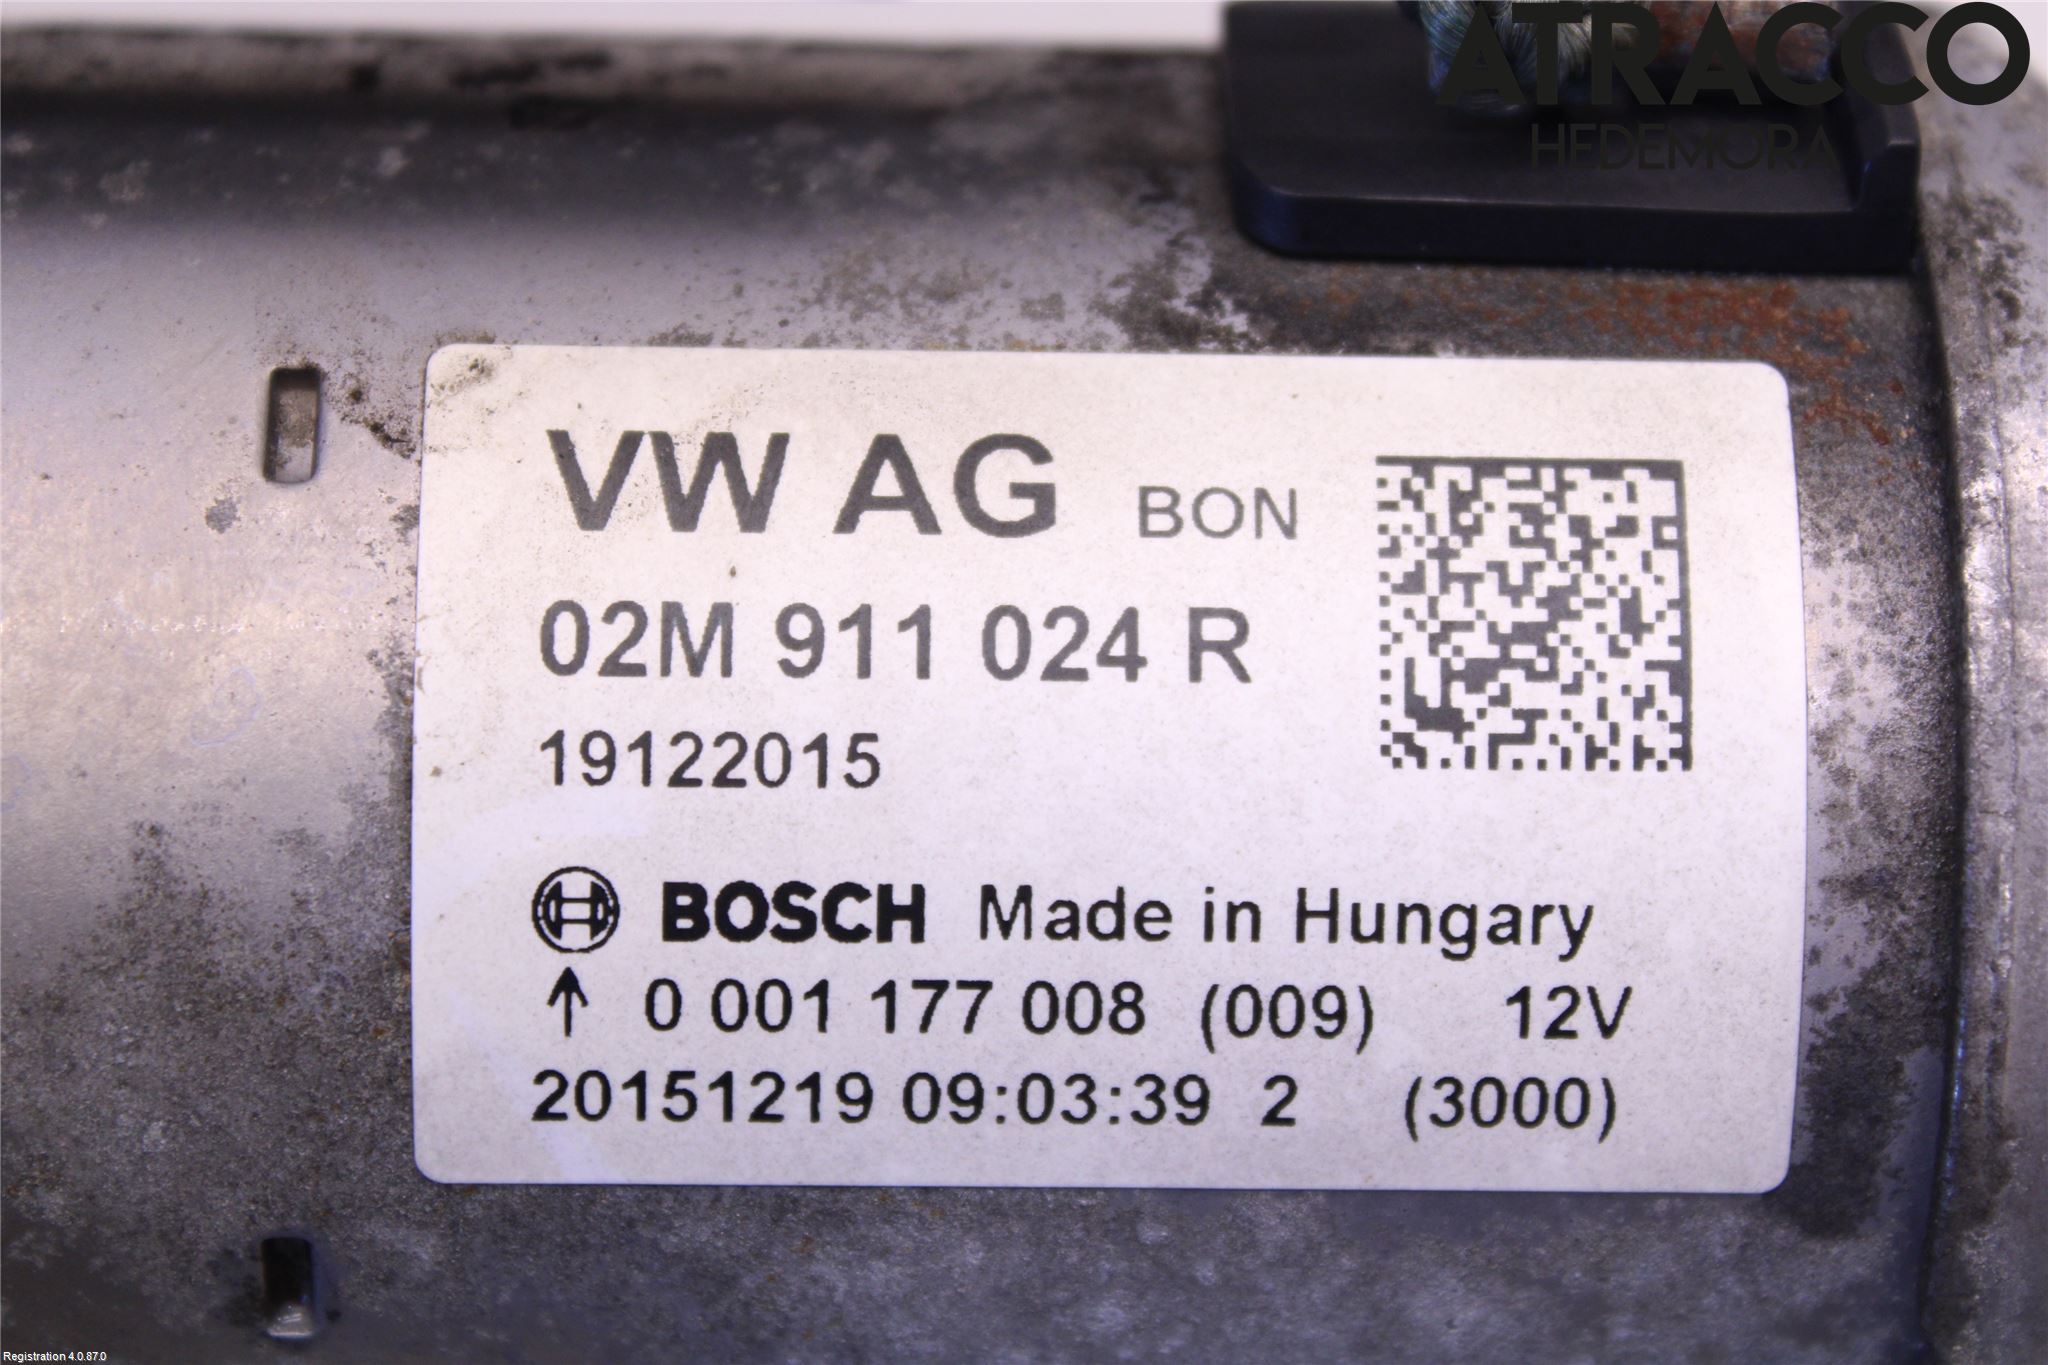 ATRACCO
HEDEMORA
VW AG BON
02M 911 024 R
19122015
BOSCH Made in Hungary
↑ 0 001 177 008 (009) 12V
20151219 09:03:39 2 (3000)
Registration 4.0.87.0